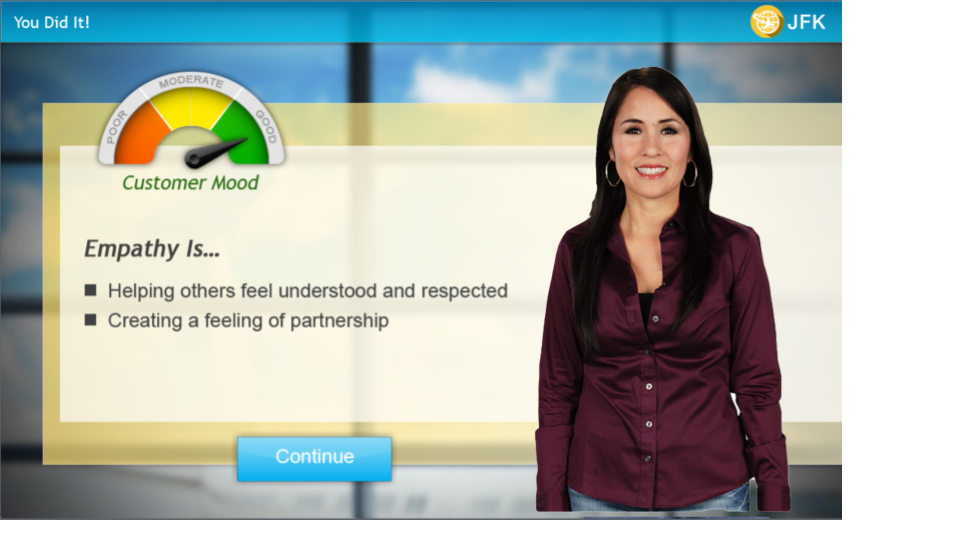 You Did It!
JFK
POOR
MODERATE
GOOD
Customer Mood
Empathy Is...
Helping others feel understood and respected
Creating a feeling of partnership
Continue